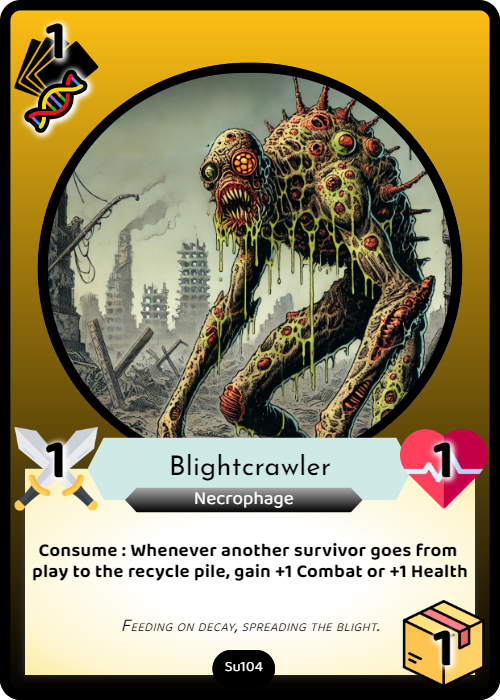 1
1
Blightcrawler
1
Necrophage
Consume : Whenever another survivor goes from
play to the recycle pile, gain +1 Combat or +1 Health
Feeding on decay, spreading the blight.
1
Su104